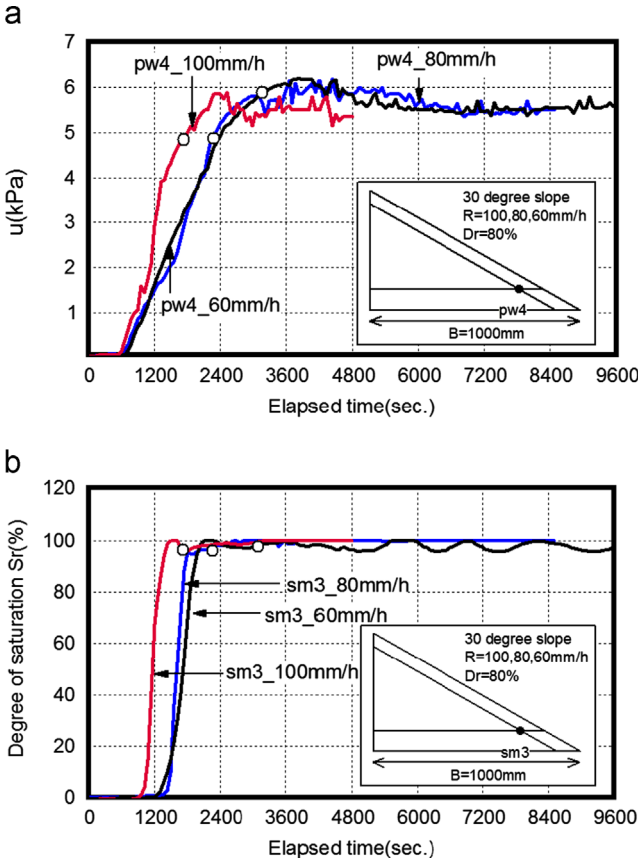 a
7
6
5
4
3
2
1
u(kPa)
pw4_100mm/h
pw4_80mm/h
pw4_60mm/h
30 degree slope
R=100,80,60mm/h
Dr=80%
pw4
B=1000mm
0 1200 2400 3600 4800 6000 7200 8400 9600
Elapsed time(sec.)
b
120
100
80
60
40
20
0
Degree of saturation Sr(%)
sm3_80mm/h
sm3_60mm/h
sm3_100mm/h
30 degree slope
R=100,80,60mm/h
Dr=80%
sm3
B=1000mm
0 1200 2400 3600 4800 6000 7200 8400 9600
Elapsed time(sec.)